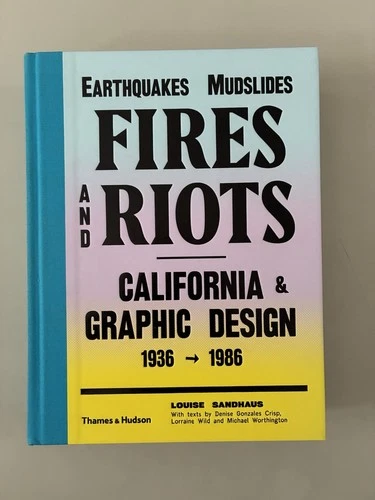 Earthquakes Mudslides
FIRES
AND RIOTS
CALIFORNIA &
GRAPHIC DESIGN
1936 → 1986
LOUISE SANDHAUS
Thames & Hudson
With texts by Denise Gonzales Crisp,
Lorraine Wild and Michael Worthington